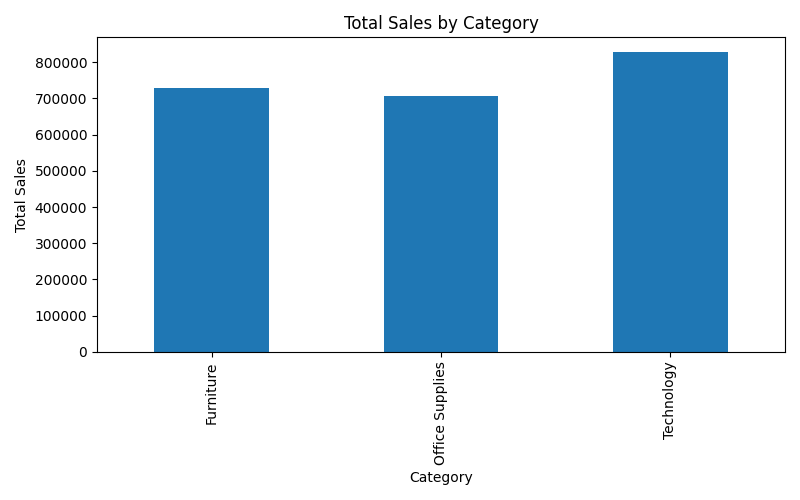 Total Sales by Category
Total Sales
800000
700000
600000
500000
400000
300000
200000
100000
0
Furniture
Office Supplies
Technology
Category